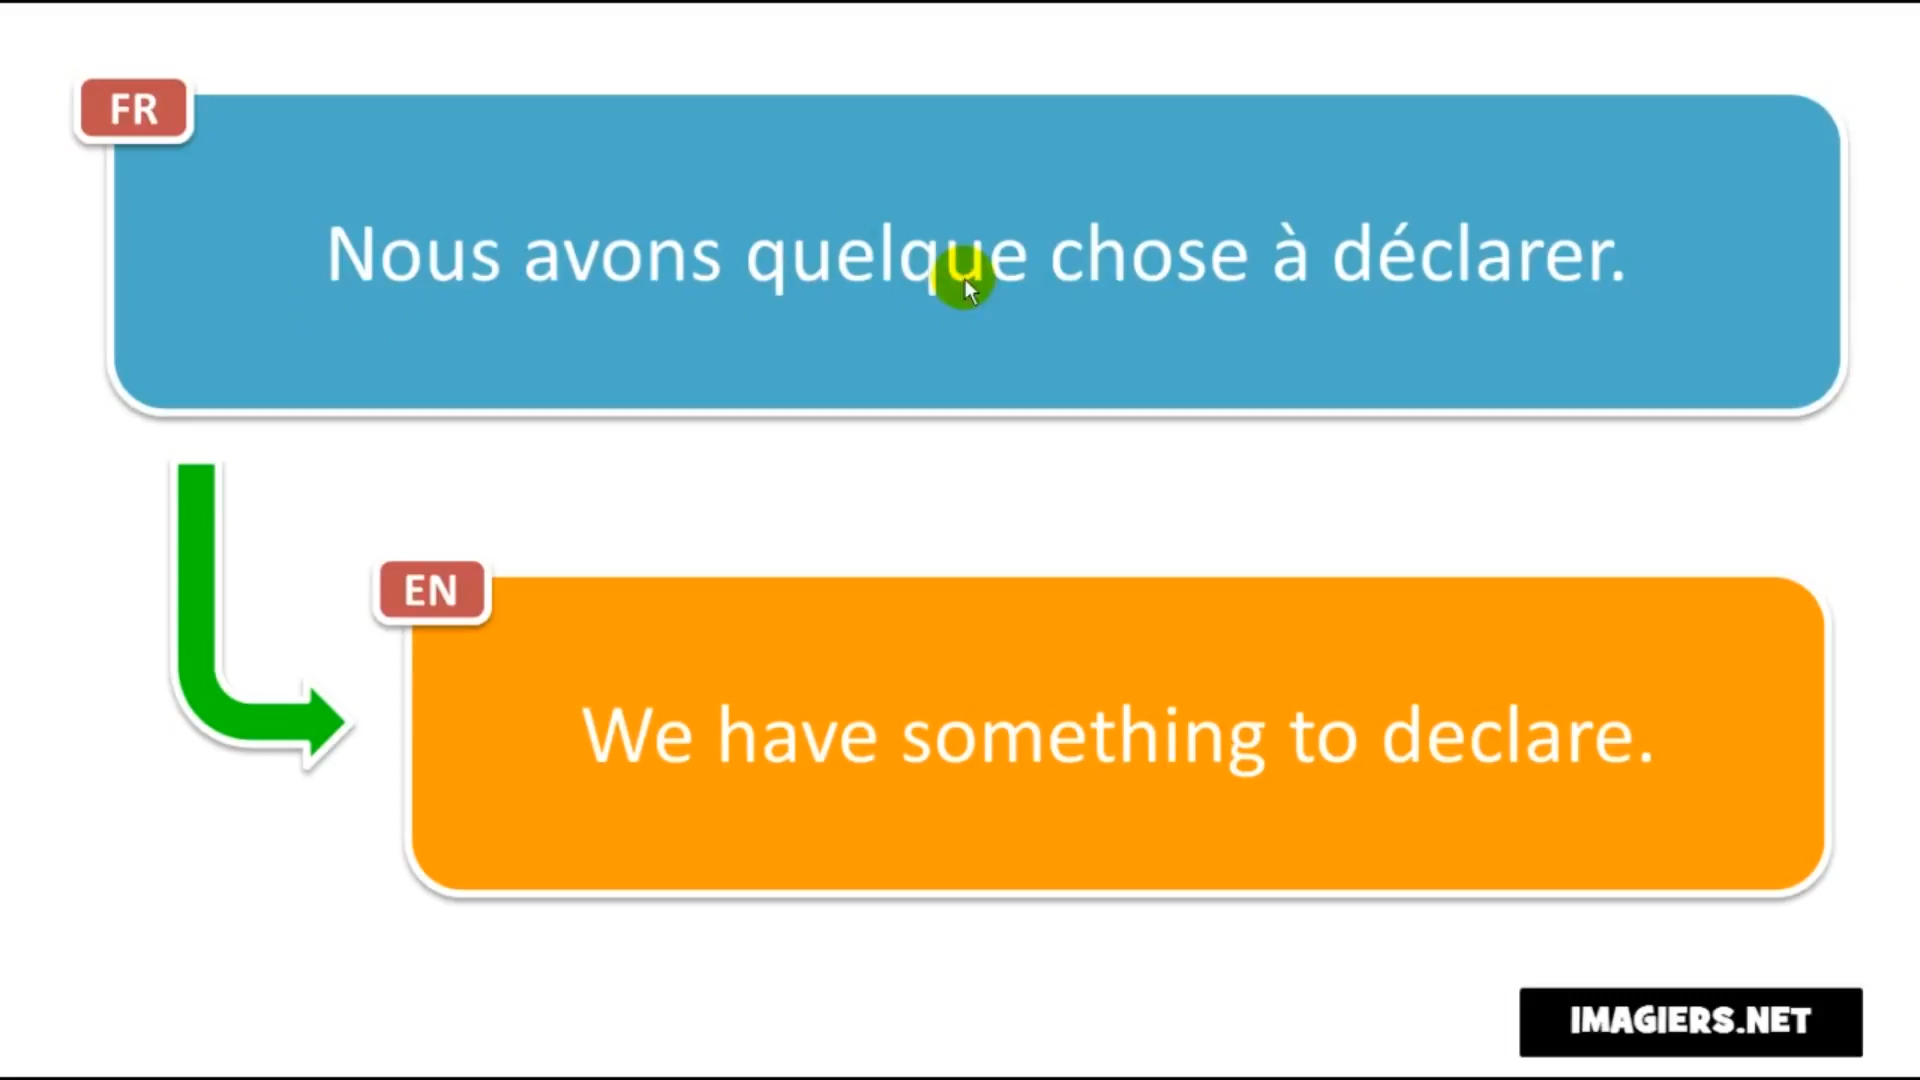 FR
Nous avons quelque chose à déclarer.
EN
We have something to declare.
IMAGIERS.NET